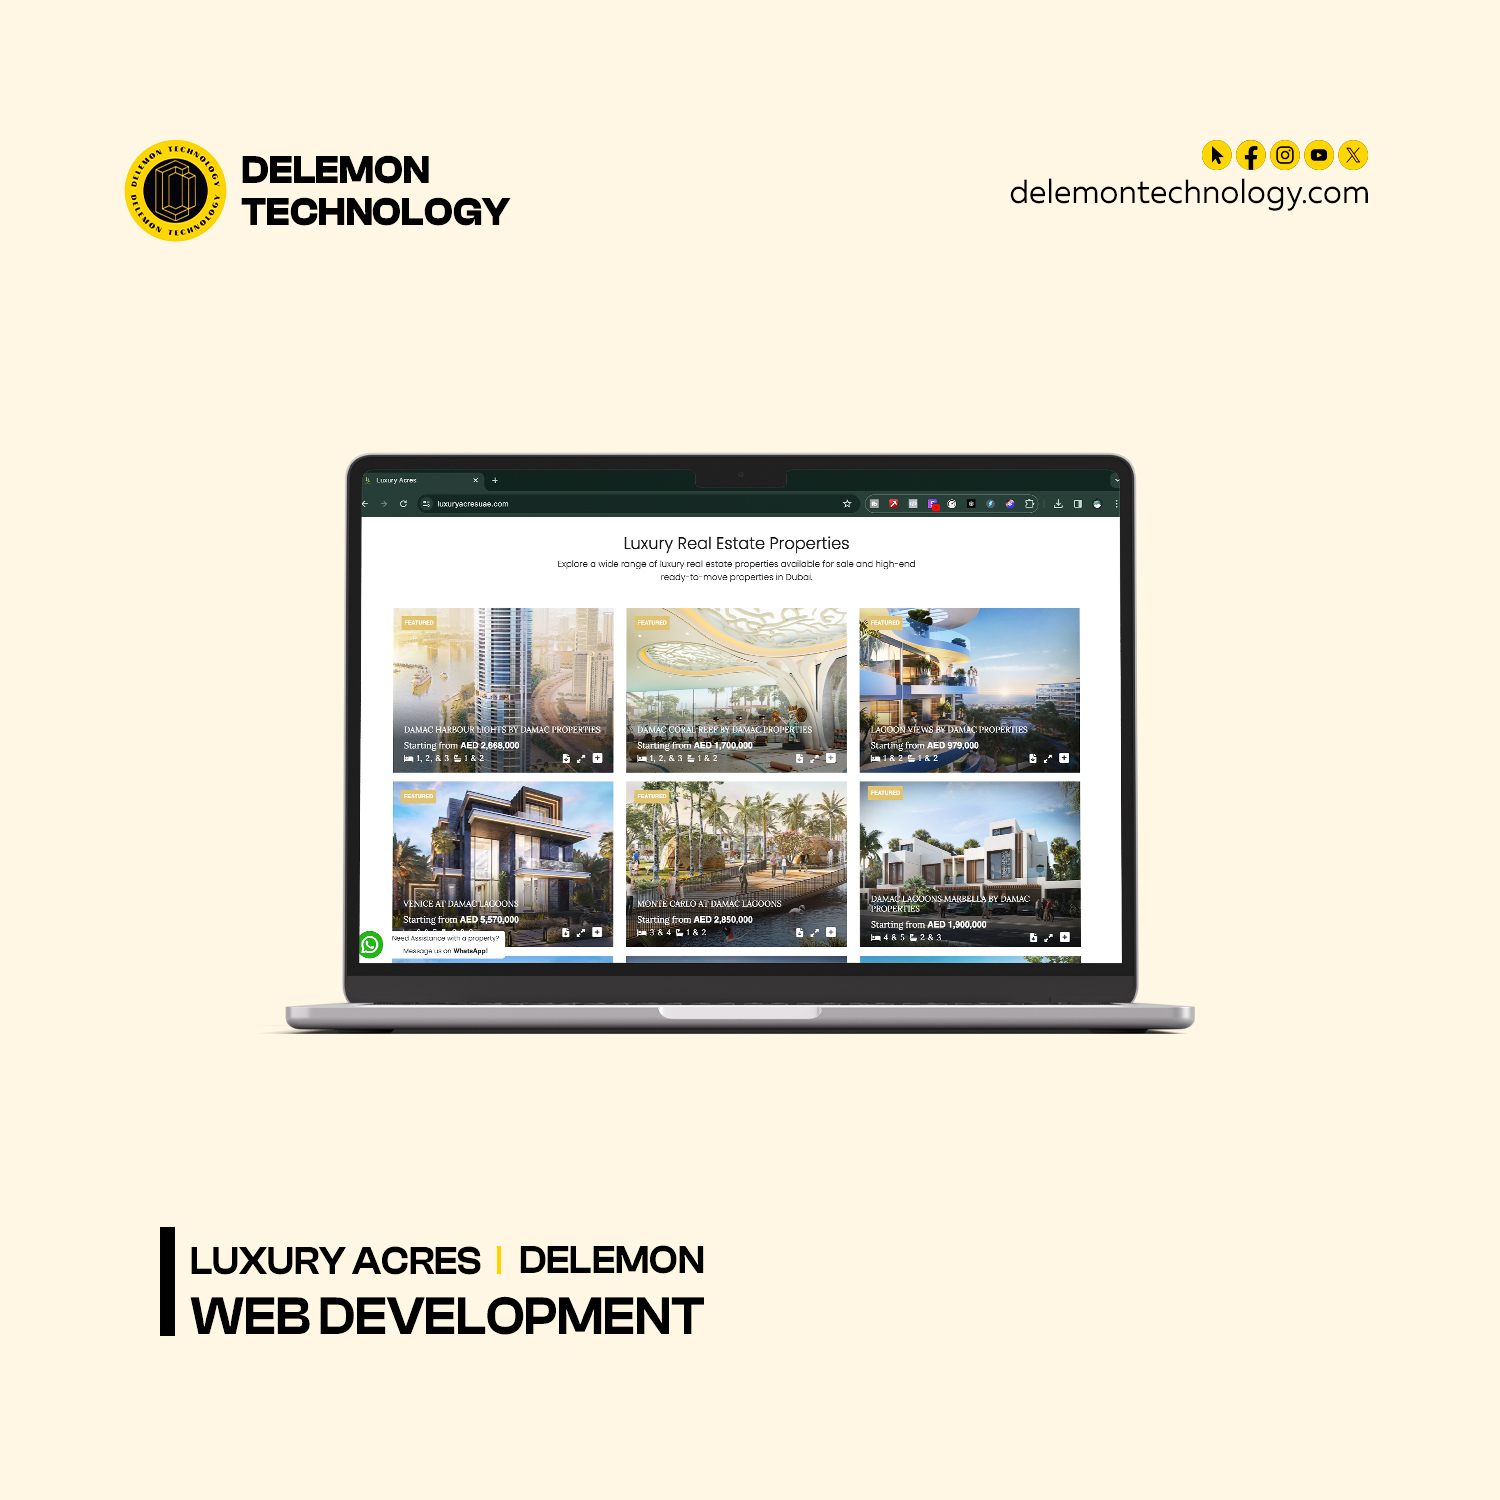 DELEMON TECHNOLOGY
DELEMON TECHNOLOGY
DELEMON
TECHNOLOGY
delemontechnology.com
Luxury Acres
luxuryacresuae.com
Luxury Real Estate Properties
Explore a wide range of luxury real estate properties available for sale and high-end
ready-to-move properties in Dubai.
FEATURED
DAMAC HARBOUR LIGHTS BY DAMAC PROPERTIES
Starting from AED 2,668,000
1, 2, & 3 1 & 2
FEATURED
DAMAC CORAL REEF BY DAMAC PROPERTIES
Starting from AED 1,700,000
1, 2, & 3 1 & 2
FEATURED
LAGOON VIEWS BY DAMAC PROPERTIES
Starting from AED 979,000
1 & 2 1 & 2
FEATURED
VENICE AT DAMAC LAGOONS
Starting from AED 5,570,000
FEATURED
MONTE CARLO AT DAMAC LAGOONS
Starting from AED 2,850,000
3 & 4 1 & 2
FEATURED
DAMAC LAGOONS MARBELLA BY DAMAC
PROPERTIES
Starting from AED 1,900,000
4 & 5 2 & 3
Need Assistance with a property?
Message us on WhatsApp!
LUXURY ACRES | DELEMON
WEB DEVELOPMENT